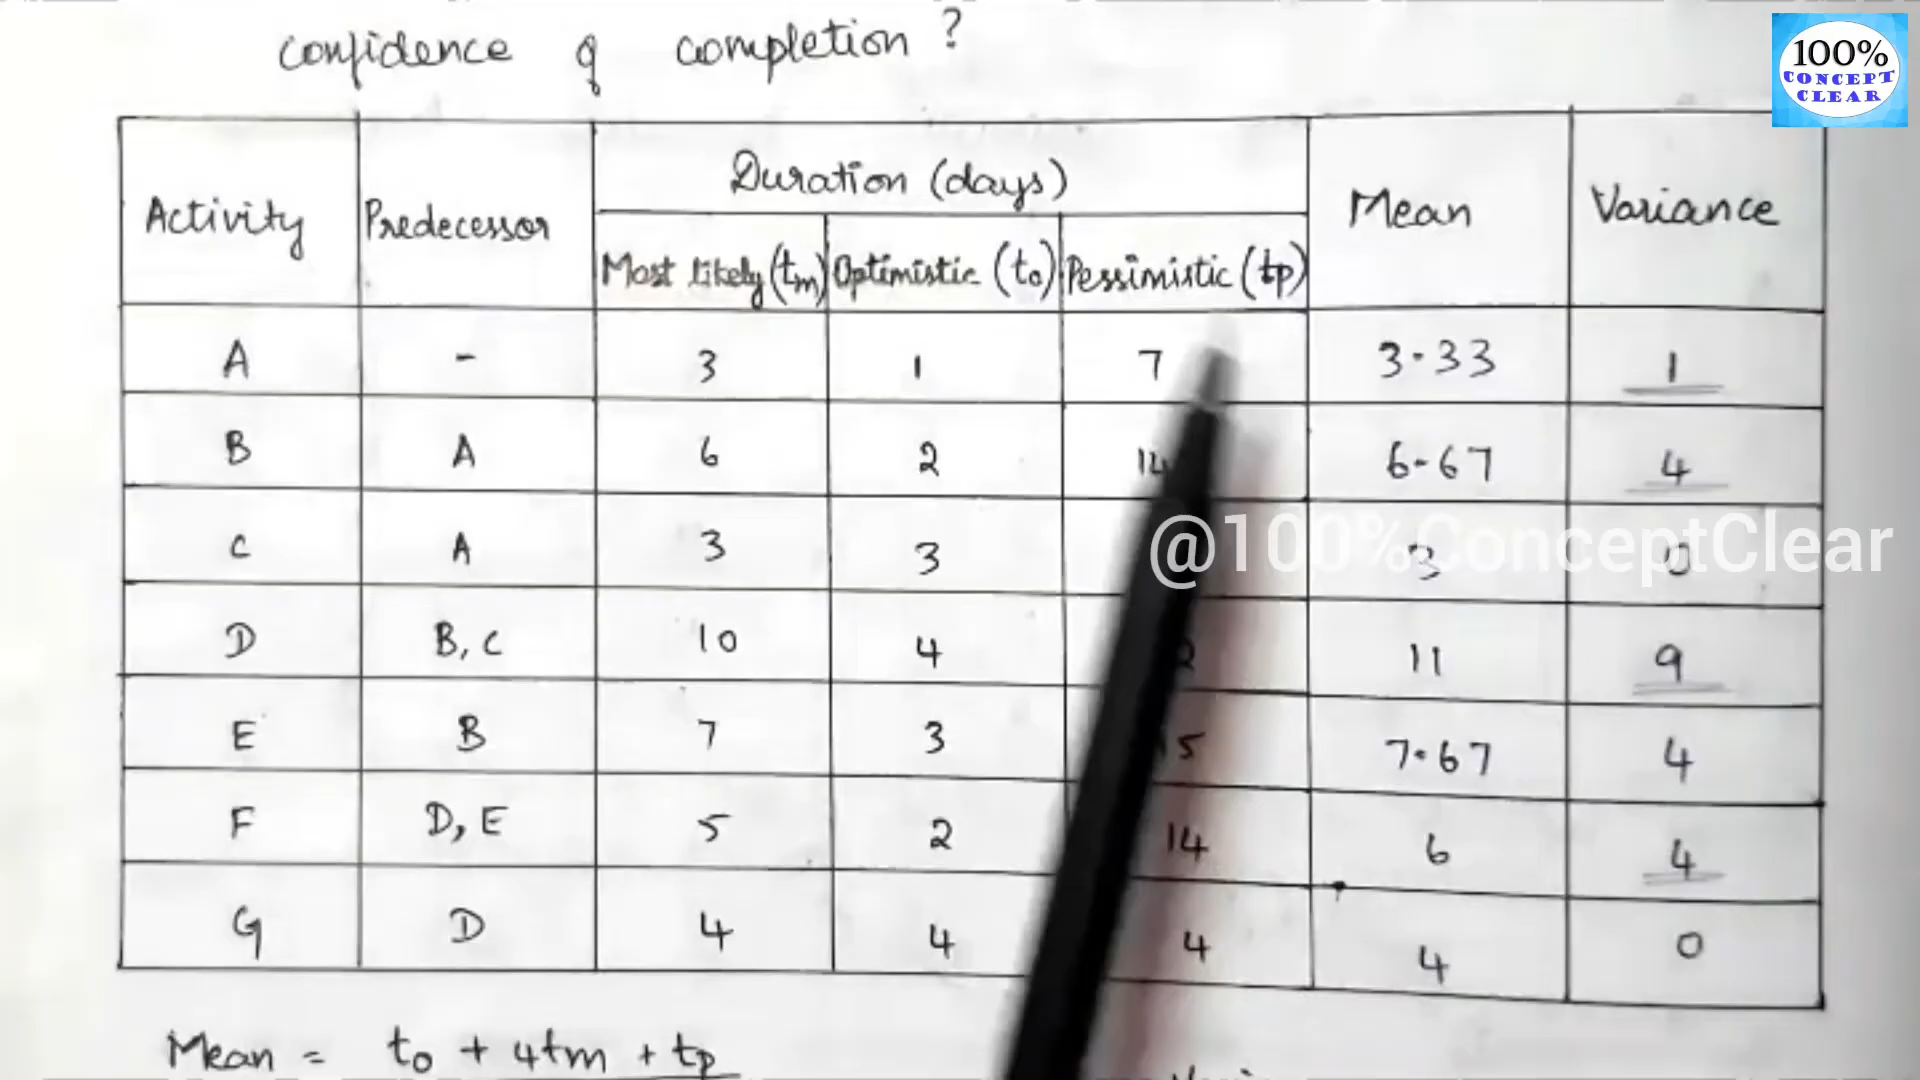 confidence of completion ?
100%
CONCEPT
CLEAR
Activity Predecessor Duration (days) Mean Variance
Most likely (tm) Optimistic (to) Pessimistic (tp)
A - 3 1 7 3.33 1
B A 6 2 14 6.67 4
C A 3 3 3 0
@100%ConceptClear
D B, C 10 4 11 9
E B 7 3 7.67 4
F D, E 5 2 14 6 4
G D 4 4 4 4 0
Mean = to + 4tm + tp